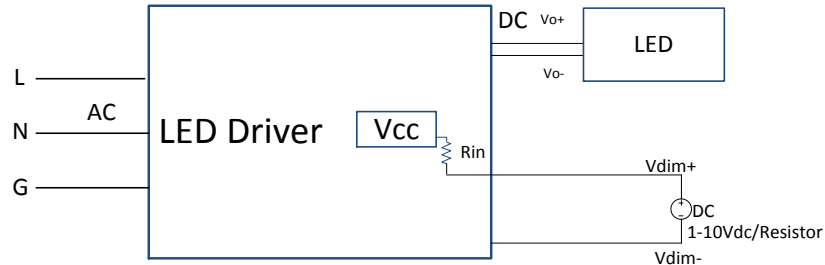 DC Vo+
LED
Vo-
L
AC
N
LED Driver
Vcc
Rin
G
Vdim+
DC
1-10Vdc/Resistor
Vdim-